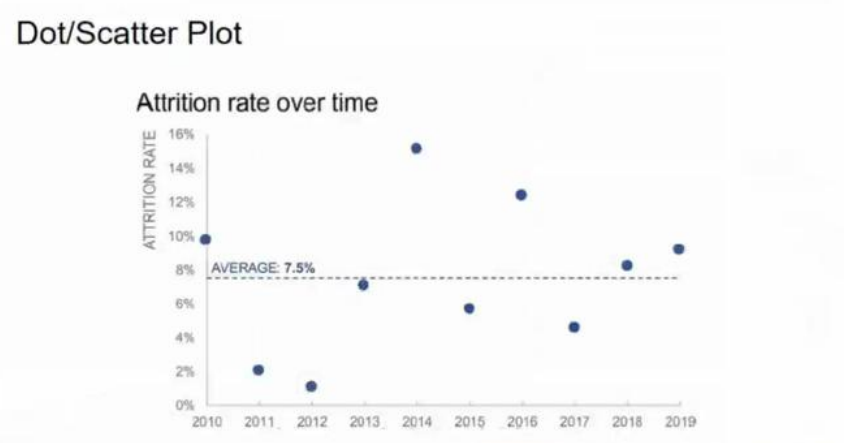 Dot/Scatter Plot
Attrition rate over time
ATTRITION RATE
16%
14%
12%
10%
8%
AVERAGE: 7.5%
6%
4%
2%
0%
2010 2011 2012 2013 2014 2015 2016 2017 2018 2019